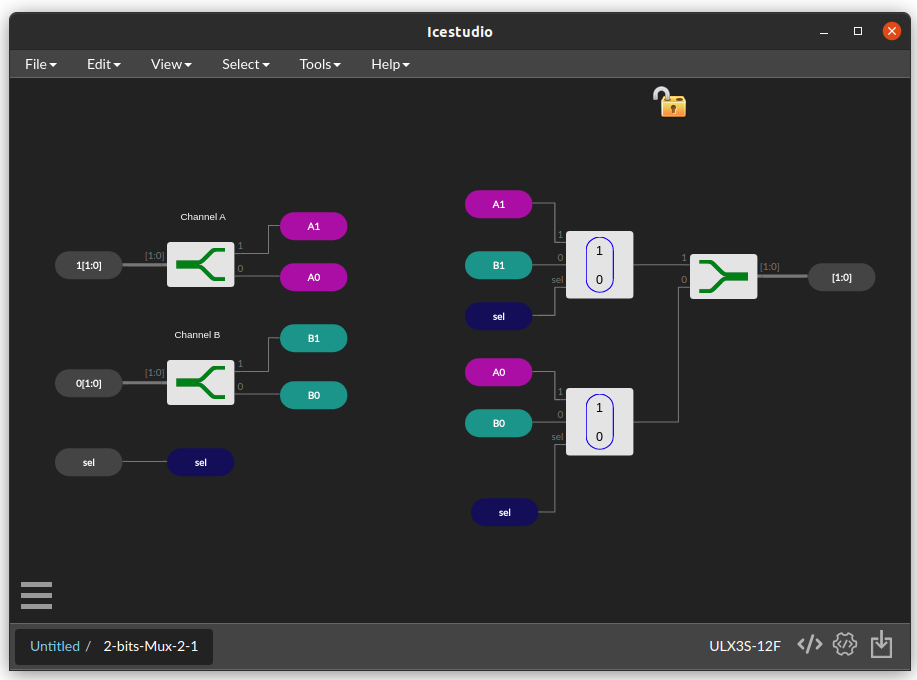 Icestudio
File Edit View Select Tools Help
Channel A
1[1:0]
[1:0]
1
0
A1
A0
Channel B
0[1:0]
[1:0]
1
0
B1
B0
sel
sel
A1
B1
sel
1
0
sel
1
0
A0
B0
sel
1
0
sel
1
0
1
0
[1:0]
[1:0]
Untitled / 2-bits-Mux-2-1
ULX3S-12F